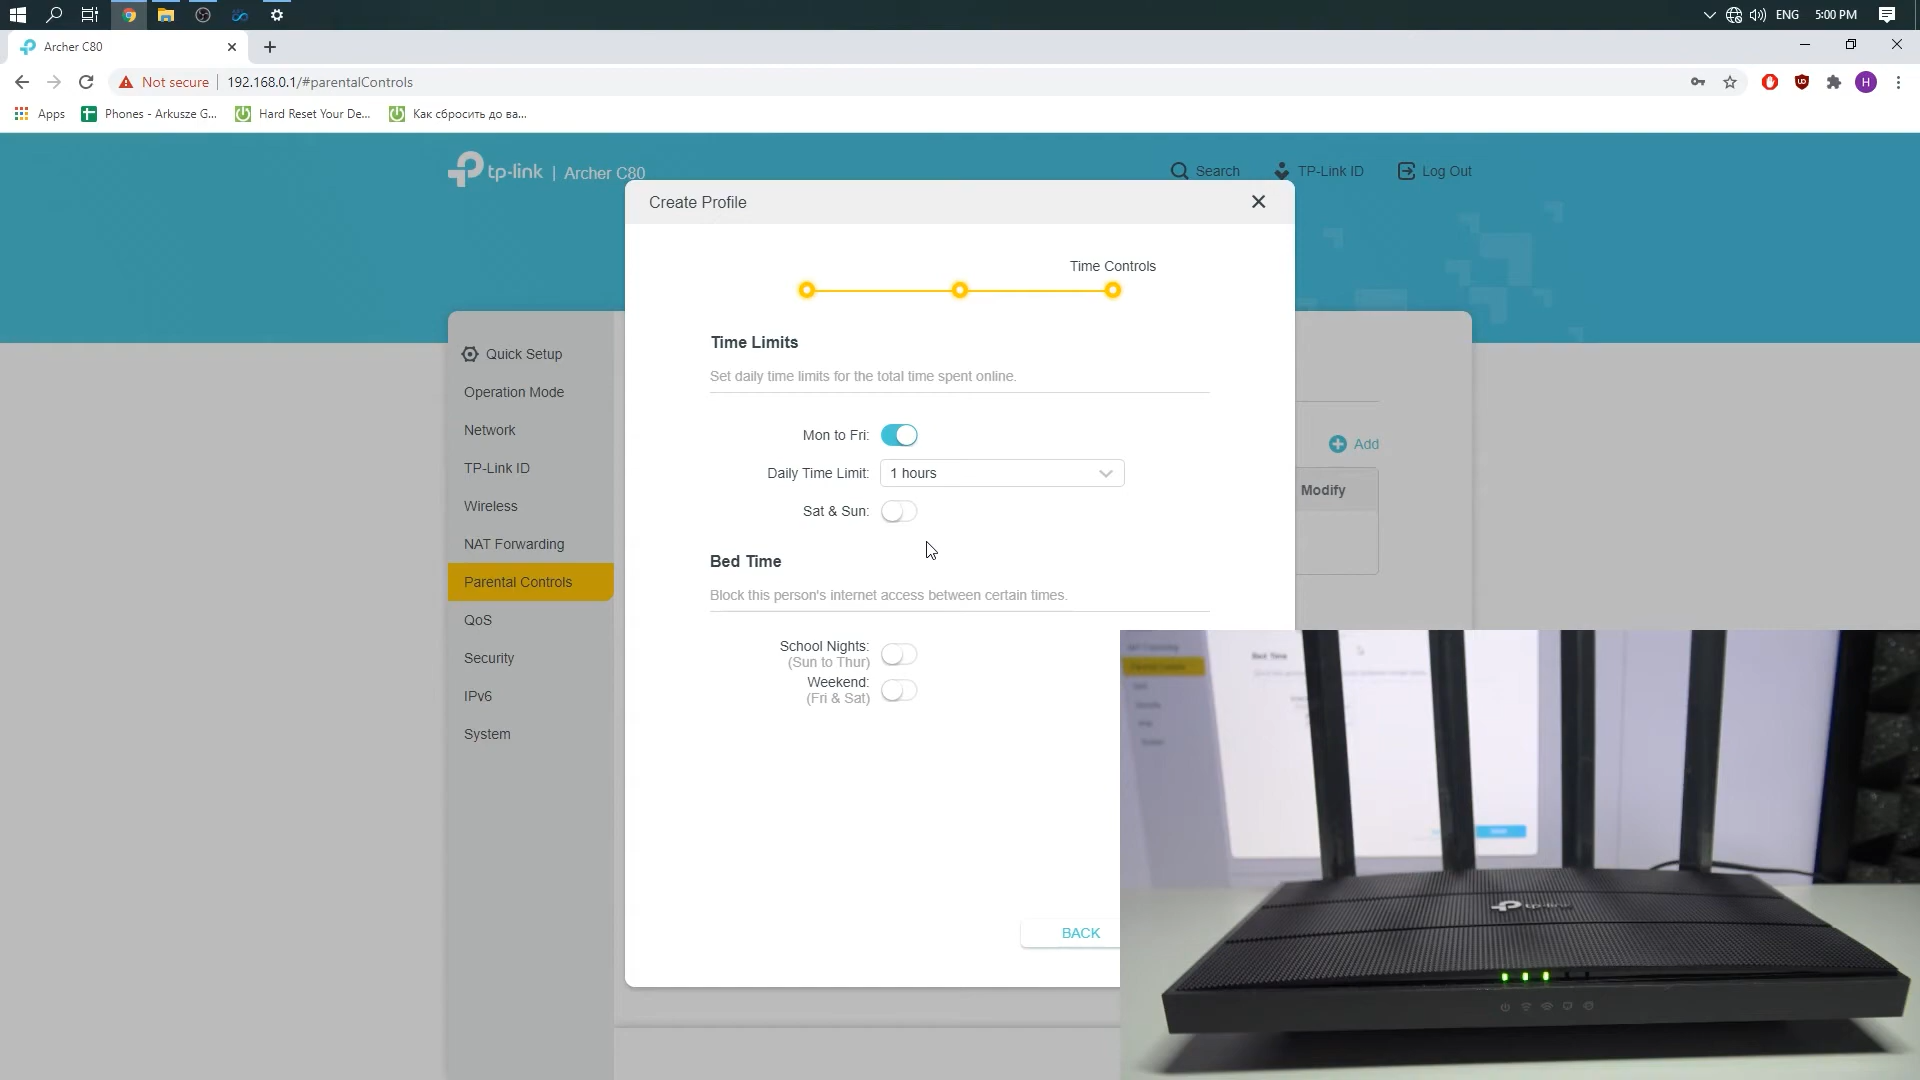 ENG 5:00 PM
Archer C80
Not secure 192.168.0.1/#parentalControls H
Apps Phones - Arkusze G... Hard Reset Your De... Как сбросить до ва...
tp-link | Archer C80 Search TP-Link ID Log Out
Create Profile
Time Controls
Time Limits
Set daily time limits for the total time spent online.
Mon to Fri:
Daily Time Limit: 1 hours
Sat & Sun:
Bed Time
Block this person's internet access between certain times.
School Nights:
(Sun to Thur)
Weekend:
(Fri & Sat)
BACK
Quick Setup
Operation Mode
Network
TP-Link ID
Wireless
NAT Forwarding
Parental Controls
QoS
Security
IPv6
System
Add
Modify
Bed Time
tp-link